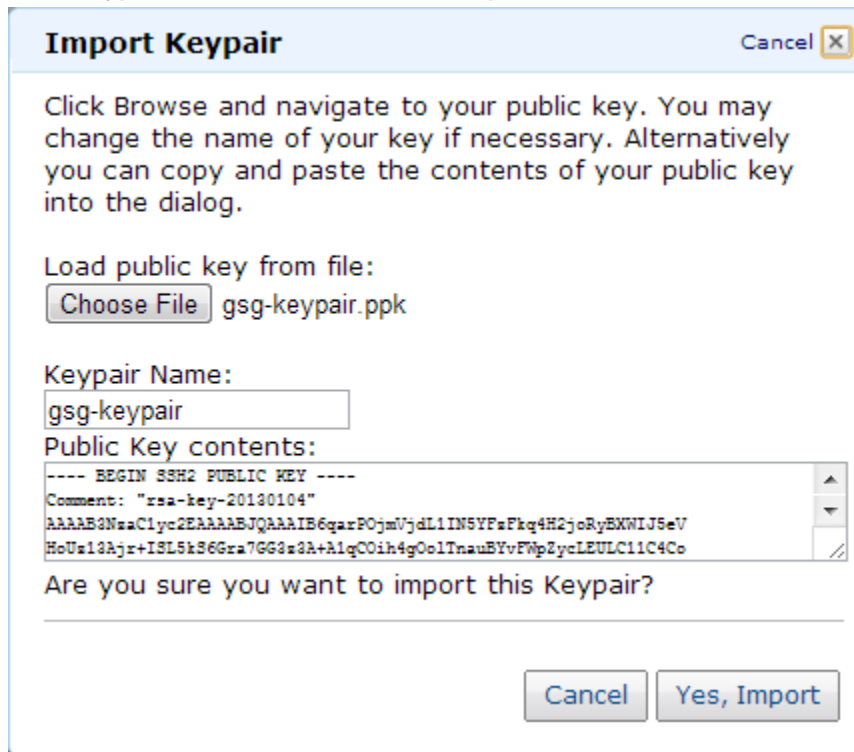 Import Keypair
Cancel
Click Browse and navigate to your public key. You may
change the name of your key if necessary. Alternatively
you can copy and paste the contents of your public key
into the dialog.
Load public key from file:
Choose File gsg-keypair.ppk
Keypair Name:
gsg-keypair
Public Key contents:
---- BEGIN SSH2 PUBLIC KEY ----
Comment: "rsa-key-20130104"
Are you sure you want to import this Keypair?
Cancel Yes, Import